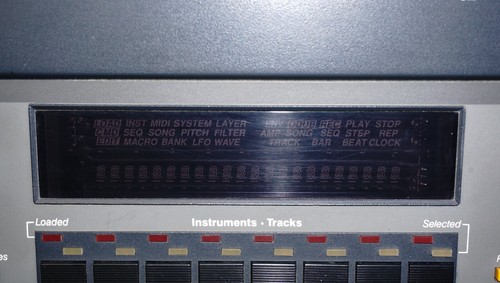 LOAD INST MIDI SYSTEM LAYER ENV DDDB REC PLAY STOP
CMD SEQ SONG PITCH FILTER AMP SONG SEQ STEP REP
EDIT MACRO BANK LFO WAVE TRACK BAR BEAT CLOCK
Loaded Instruments • Tracks Selected